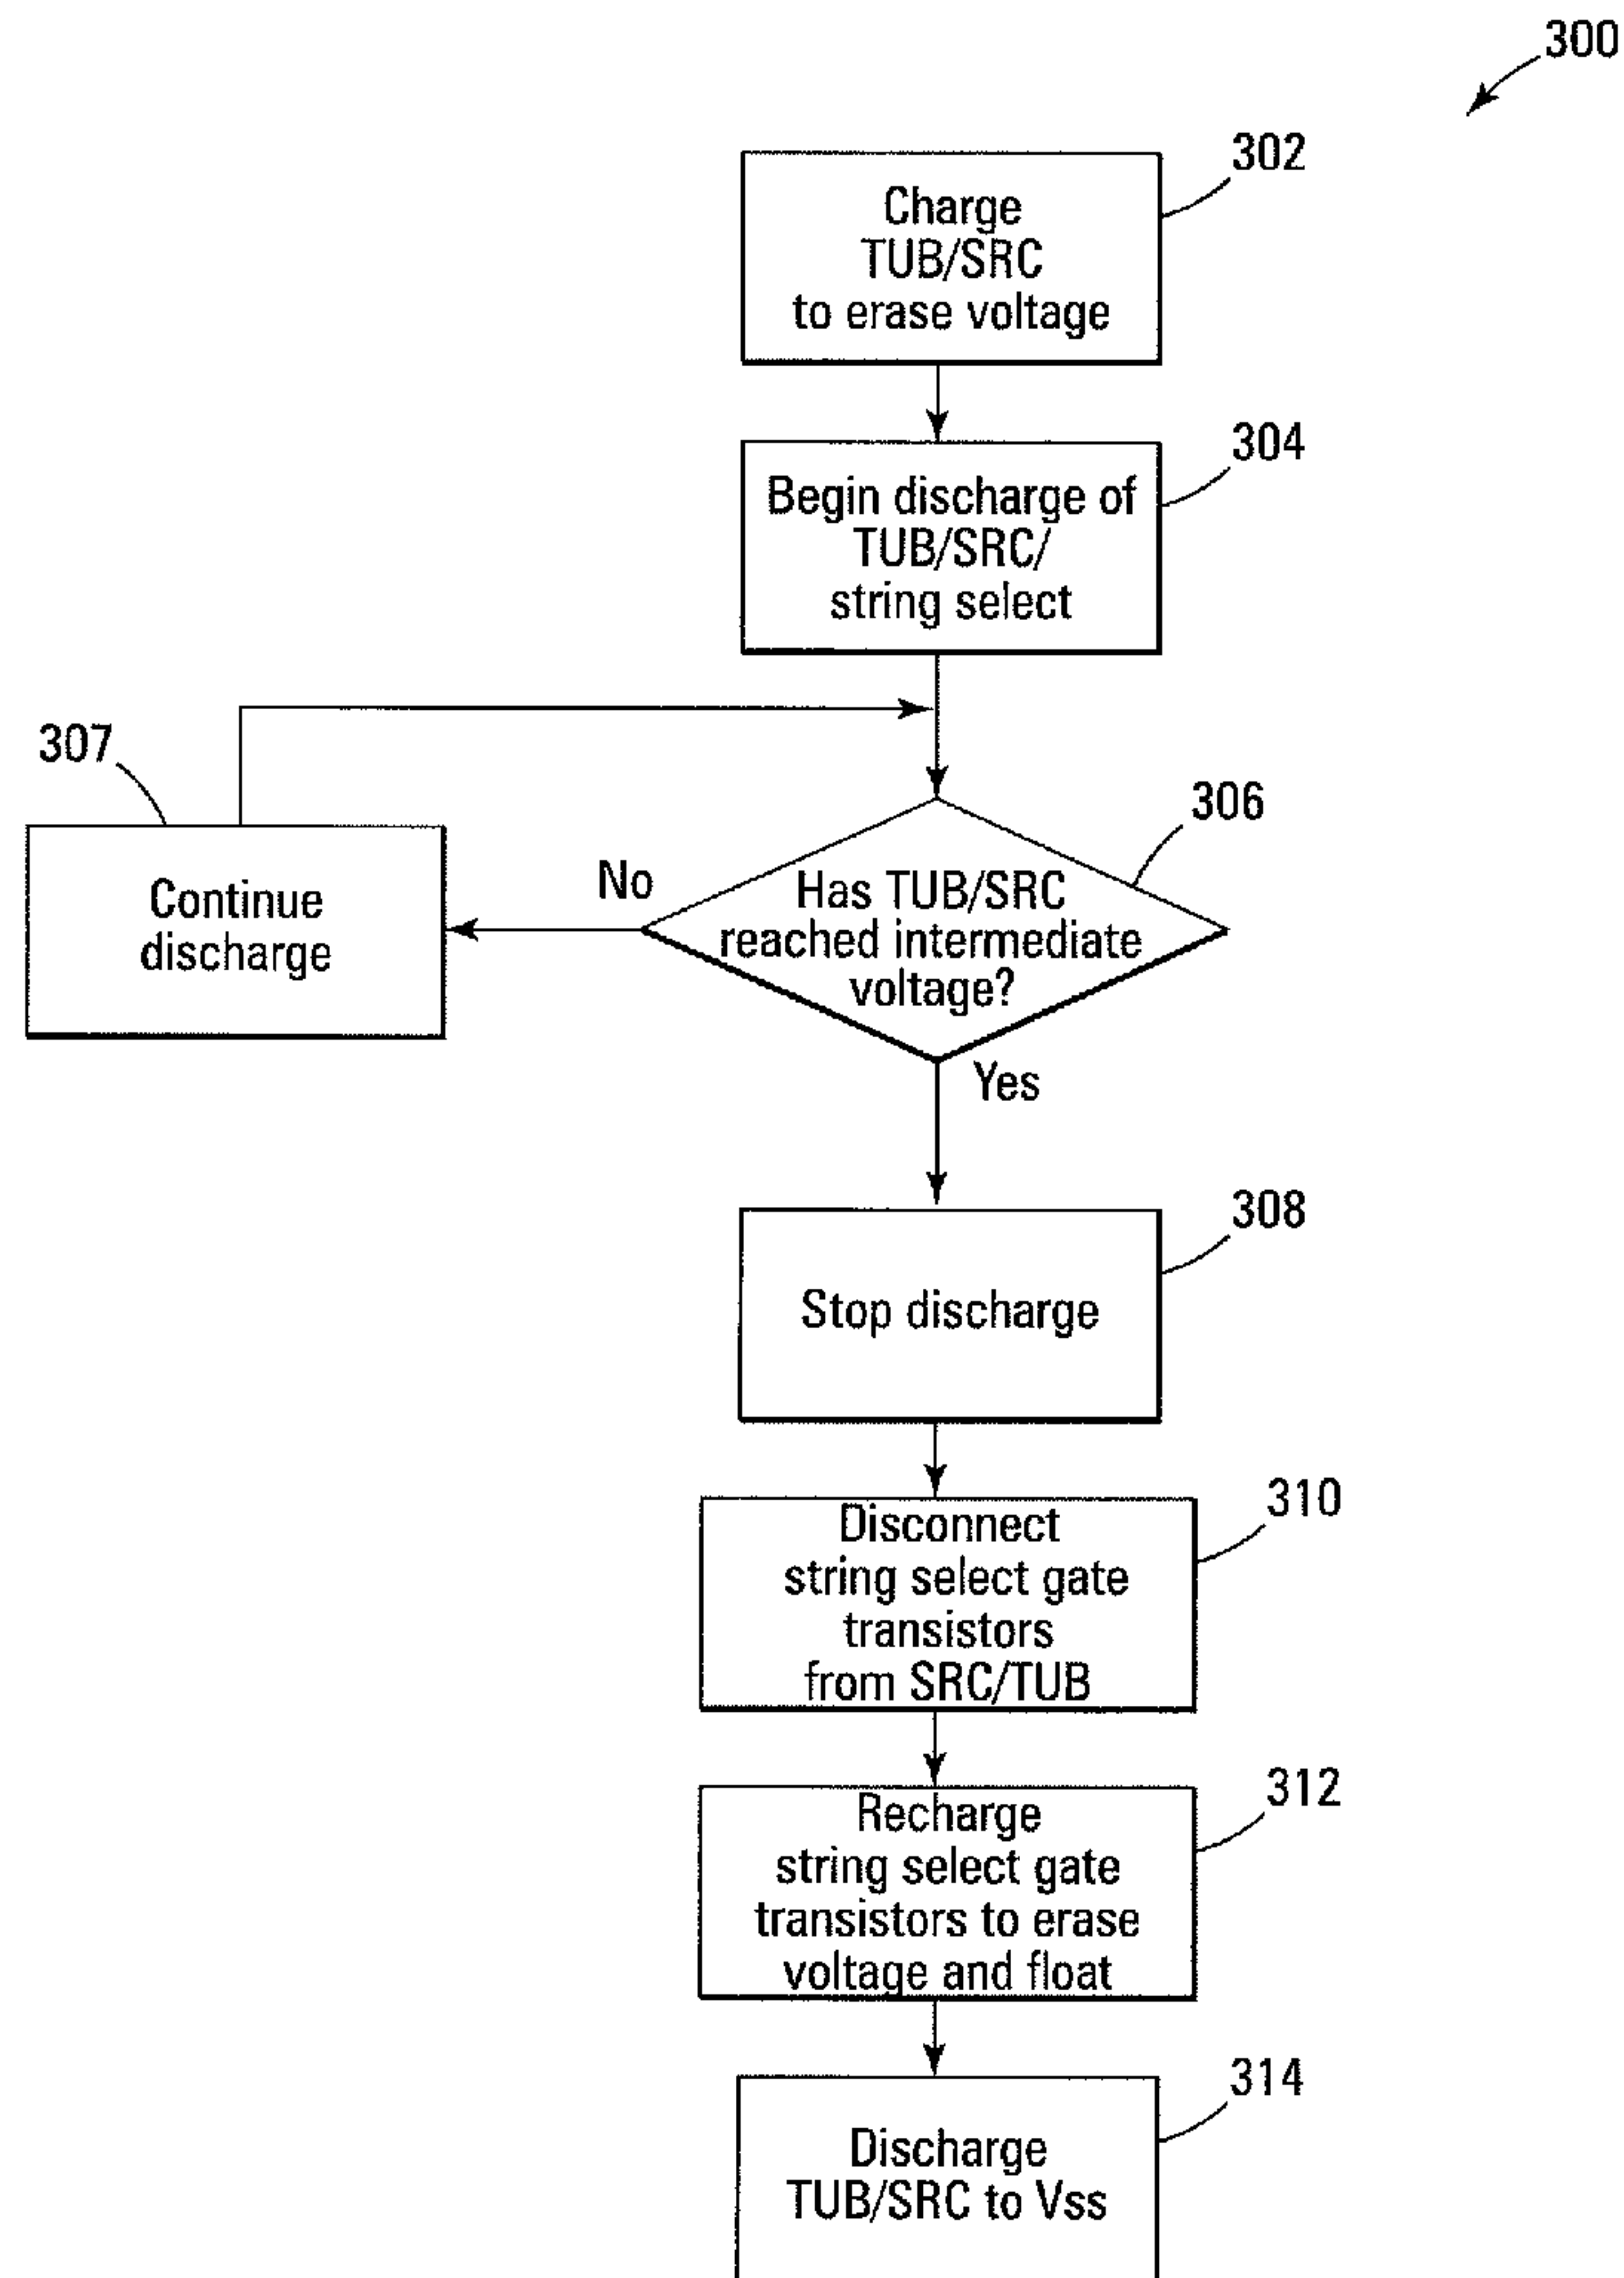 300
302
Charge
TUB/SRC
to erase voltage
304
Begin discharge of
TUB/SRC/
string select
307
Continue
discharge
No
306
Has TUB/SRC
reached intermediate
voltage?
Yes
308
Stop discharge
310
Disconnect
string select gate
transistors
from SRC/TUB
312
Recharge
string select gate
transistors to erase
voltage and float
314
Discharge
TUB/SRC to Vss